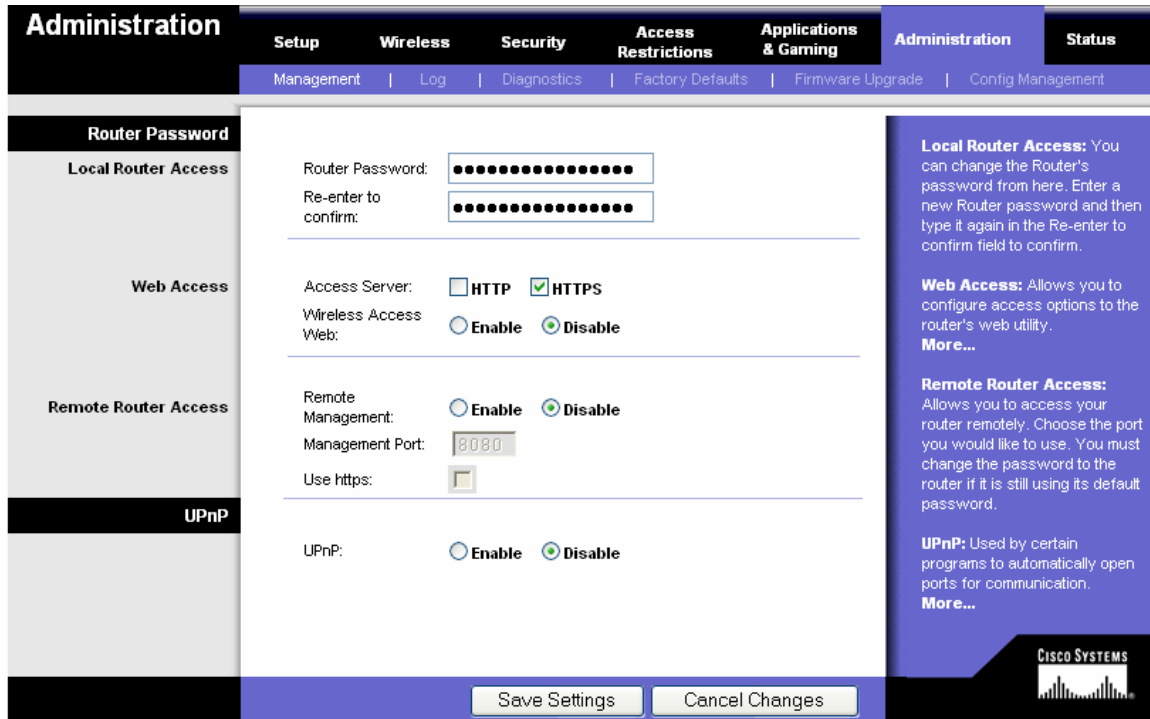 Administration
Setup Wireless Security Access Restrictions Applications & Gaming Administration Status
Management | Log | Diagnostics | Factory Defaults | Firmware Upgrade | Config Management
Router Password
Local Router Access
Router Password: ●●●●●●●●●●●●●●●●
Re-enter to
confirm: ●●●●●●●●●●●●●●●●
Web Access
Access Server: HTTP HTTPS
Wireless Access
Web: Enable Disable
Remote Router Access
Remote
Management: Enable Disable
Management Port: 8080
Use https:
UPnP
UPnP: Enable Disable
Local Router Access: You
can change the Router's
password from here. Enter a
new Router password and then
type it again in the Re-enter to
confirm field to confirm.
Web Access: Allows you to
configure access options to the
router's web utility.
More...
Remote Router Access:
Allows you to access your
router remotely. Choose the port
you would like to use. You must
change the password to the
router if it is still using its default
password.
UPnP: Used by certain
programs to automatically open
ports for communication.
More...
Save Settings Cancel Changes
CISCO SYSTEMS